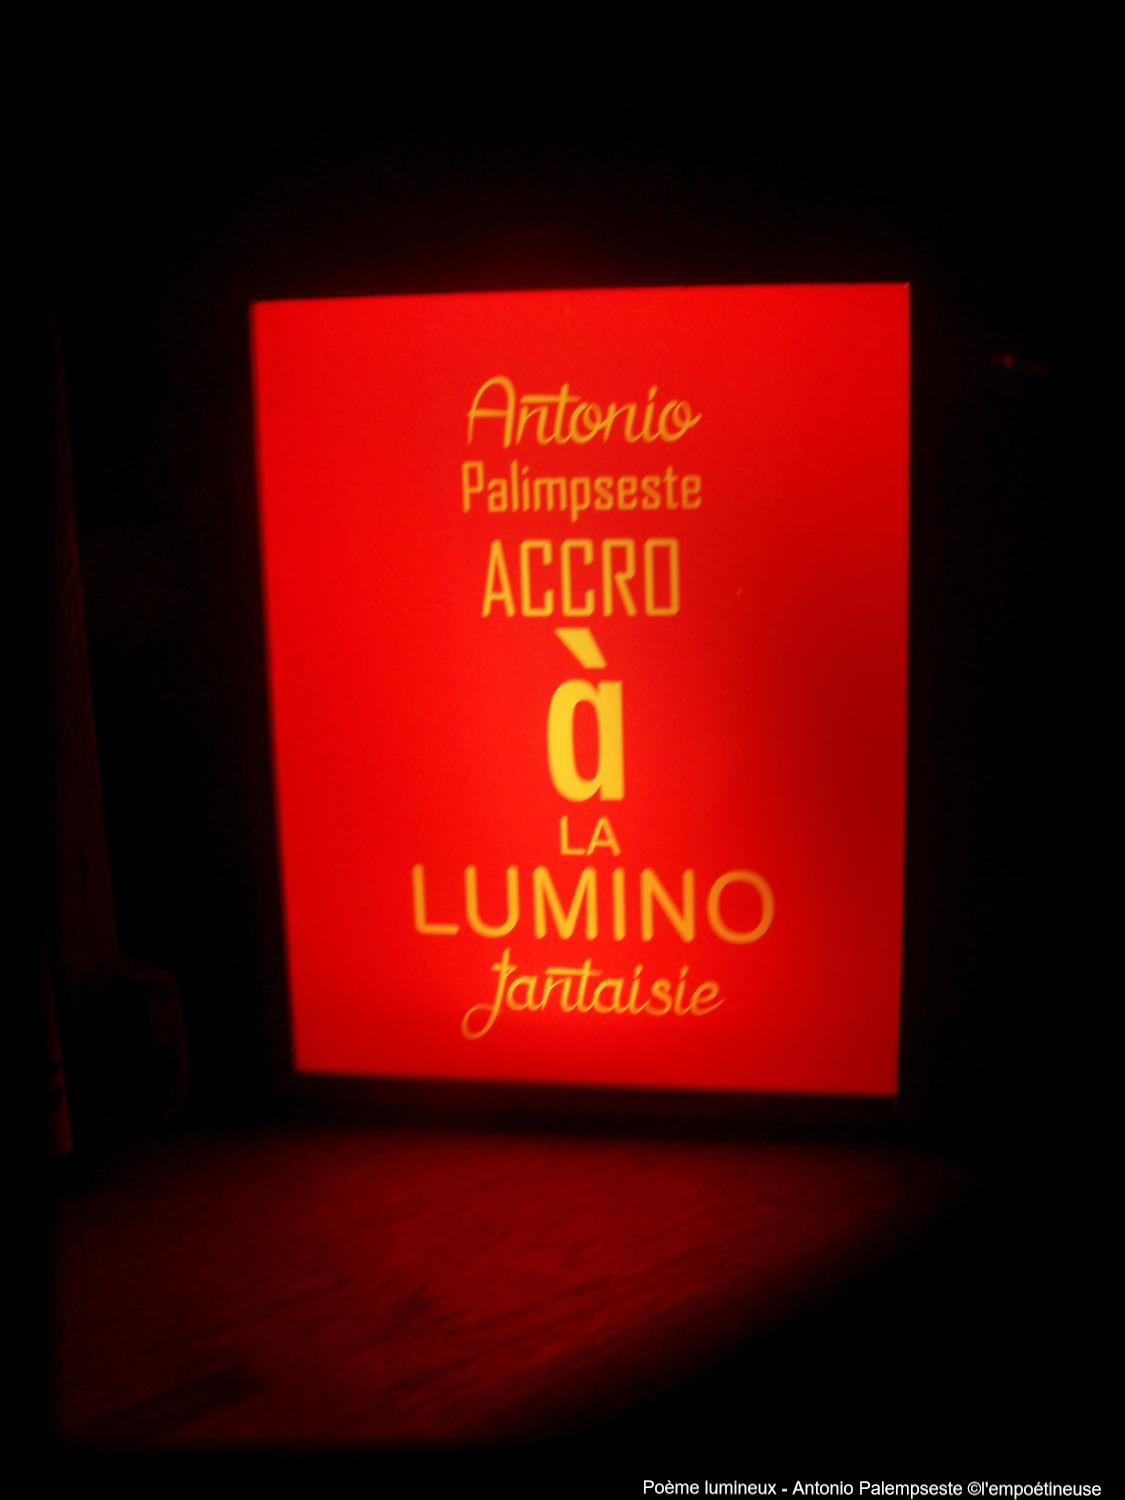 Antonio
Palimpseste
ACCRO
à
LA
LUMINO
fantaisie
Poème lumineux - Antonio Palempseste ©l'empoétineuse